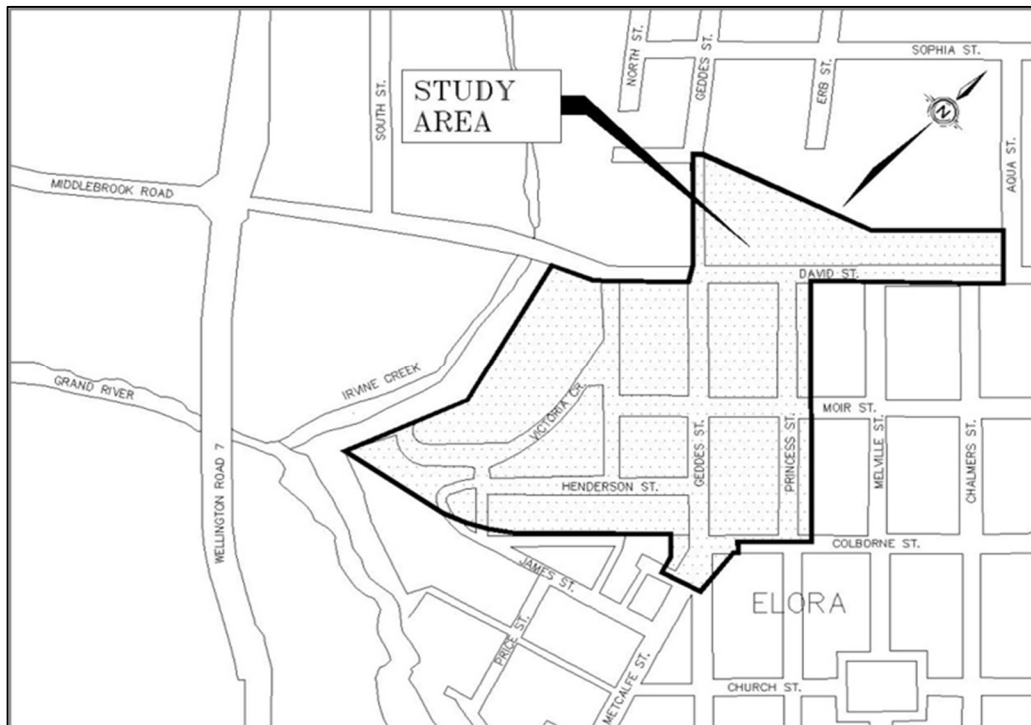 SOPHIA ST.
NORTH ST.
GEDDES ST.
ERB ST.
STUDY
AREA
SOUTH ST.
N
AQUA ST.
MIDDLEBROOK ROAD
DAVID ST.
GRAND RIVER
IRVINE CREEK
VICTORIA CR.
MOIR ST.
GEDDES ST.
PRINCESS ST.
MELVILLE ST.
CHALMERS ST.
WELLINGTON ROAD 7
HENDERSON ST.
COLBORNE ST.
JAMES ST.
ELORA
PRICE ST.
METCALFE ST.
CHURCH ST.